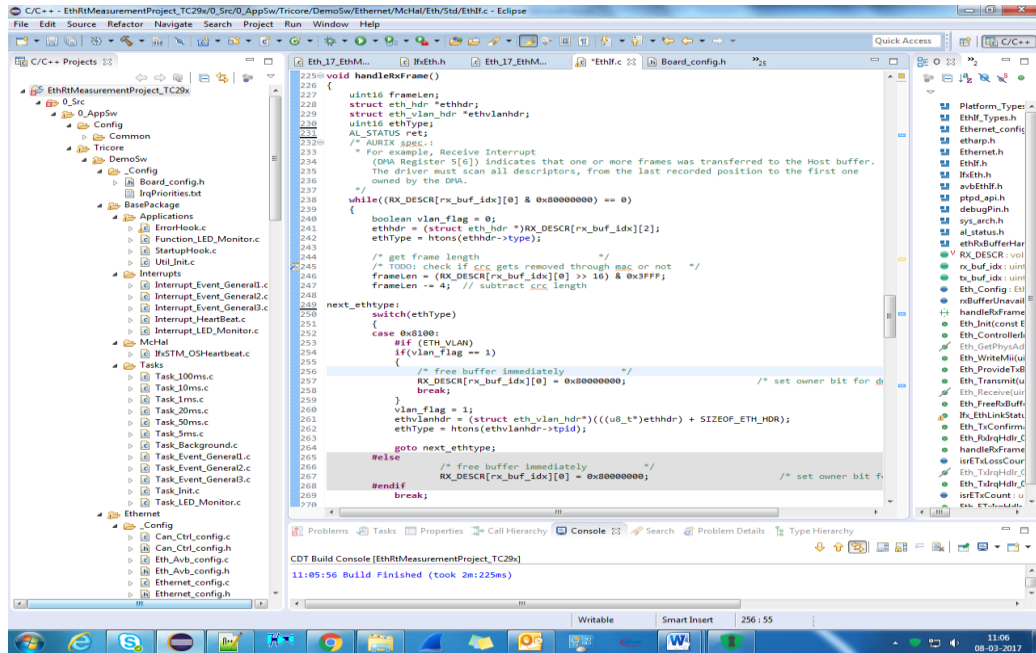 C/C++ - EthRtMeasurementProject_TC29x/0_Src/0_AppSw/Tricore/DemoSw/Ethernet/McHal/Eth/Std/EthIf.c - Eclipse
File Edit Source Refactor Navigate Search Project Run Window Help
Quick Access
C/C++
C/C++ Projects
EthRtMeasurementProject_TC29x
0_Src
0_AppSw
Config
Common
Tricore
DemoSw
_Config
Board_config.h
IrqPriorities.txt
BasePackage
Applications
ErrorHook.c
Function_LED_Monitor.c
StartupHook.c
Util_Init.c
Interrupts
Interrupt_Event_General1.c
Interrupt_Event_General2.c
Interrupt_Event_General3.c
Interrupt_HeartBeat.c
Interrupt_LED_Monitor.c
McHal
IfxSTM_OSHeartbeat.c
Tasks
Task_100ms.c
Task_10ms.c
Task_1ms.c
Task_20ms.c
Task_50ms.c
Task_5ms.c
Task_Background.c
Task_Event_General1.c
Task_Event_General2.c
Task_Event_General3.c
Task_Init.c
Task_LED_Monitor.c
Ethernet
_Config
Can_Ctrl_config.c
Can_Ctrl_config.h
Eth_Avb_config.c
Eth_Avb_config.h
Ethernet_config.c
Ethernet_config.h
Eth_17_EthM... IfxEth.h Eth_17_EthM... *EthIf.c Board_config.h »25
225 void handleRxFrame()
226 {
227 uint16 frameLen;
228 struct eth_hdr *ethhdr;
229 struct eth_vlan_hdr *ethvlanhdr;
230 uint16 ethType;
231 AL_STATUS ret;
232 /* AURIX spec.:
233 * For example, Receive Interrupt
234 (DMA Register 5[6]) indicates that one or more frames was transferred to the Host buffer.
235 The driver must scan all descriptors, from the last recorded position to the first one
236 owned by the DMA.
237 */
238 while((RX_DESCR[rx_buf_idx][0] & 0x80000000) == 0)
239 {
240 boolean vlan_flag = 0;
241 ethhdr = (struct eth_hdr *)RX_DESCR[rx_buf_idx][2];
242 ethType = htons(ethhdr->type);
243
244 /* get frame length */
245 /* TODO: check if crc gets removed through mac or not */
246 frameLen = (RX_DESCR[rx_buf_idx][0] >> 16) & 0x3FFF;
247 frameLen -= 4; // subtract crc length
248
249 next_ethtype:
250 switch(ethType)
251 {
252 case 0x8100:
253 #if (ETH_VLAN)
254 if(vlan_flag == 1)
255 {
256 /* free buffer immediately */
257 RX_DESCR[rx_buf_idx][0] = 0x80000000; /* set owner bit for d
258 break;
259 }
260 vlan_flag = 1;
261 ethvlanhdr = (struct eth_vlan_hdr*)(((u8_t*)ethhdr) + SIZEOF_ETH_HDR);
262 ethType = htons(ethvlanhdr->tpid);
263
264 goto next_ethtype;
265 #else
266 /* free buffer immediately */
267 RX_DESCR[rx_buf_idx][0] = 0x80000000; /* set owner bit f
268 #endif
269 break;
270
O »2
Platform_Types
EthIf_Types.h
Ethernet_config
etharp.h
Ethernet.h
EthIf.h
IfxEth.h
avbEthIf.h
ptpd_api.h
debugPin.h
sys_arch.h
al_status.h
ethRxBufferHar
RX_DESCR : vol
rx_buf_idx : uint
tx_buf_idx : uint
Eth_Config : Et
rxBufferUnavail
handleRxFrame
Eth_Init(const E
Eth_ControllerI
Eth_GetPhysAd
Eth_WriteMii(ui
Eth_ProvideTxB
Eth_Transmit(ui
Eth_Receive(uir
Eth_FreeRxBuff
Ifx_EthLinkStatu
Eth_TxConfirm
Eth_RxIrqHdlr_C
handleRxFrame
isrETxLossCour
Eth_TxIrqHdlr_C
Eth_TxIrqHdlr_C
isrETxCount : u
Problems Tasks Properties Call Hierarchy Console Search Problem Details Type Hierarchy
CDT Build Console [EthRtMeasurementProject_TC29x]
11:05:56 Build Finished (took 2m:225ms)
Writable Smart Insert 256 : 55
11:06
08-03-2017